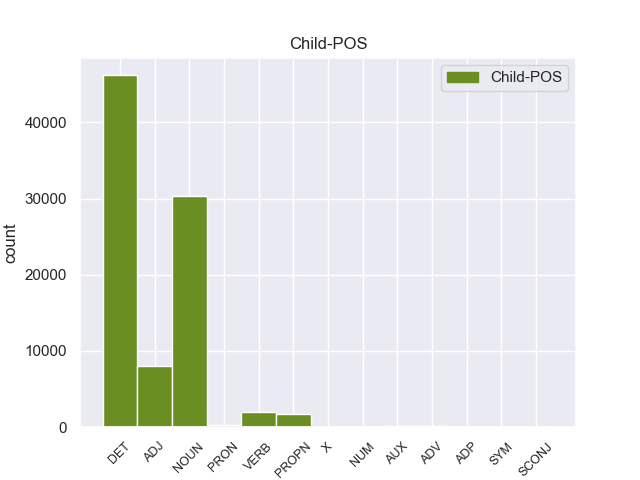 Child-POS
Child-POS
count
40000
30000
20000
10000
0
DET
ADJ
NOUN
PRON
VERB
PROPN
X
NUM
AUX
ADV
ADP
SYM
SCONJ